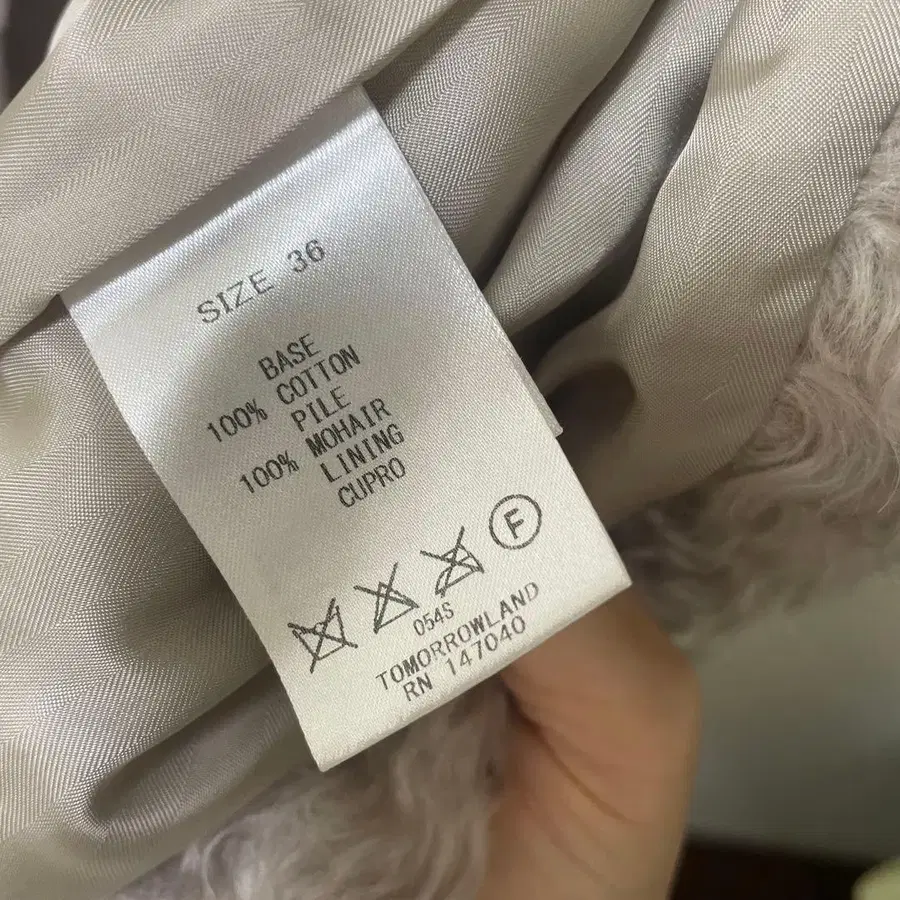 SIZE 36
BASE
100% COTTON
PILE
100% MOHAIR
LINING
CUPRO
F
054S
TOMORROWLAND
RN 147040